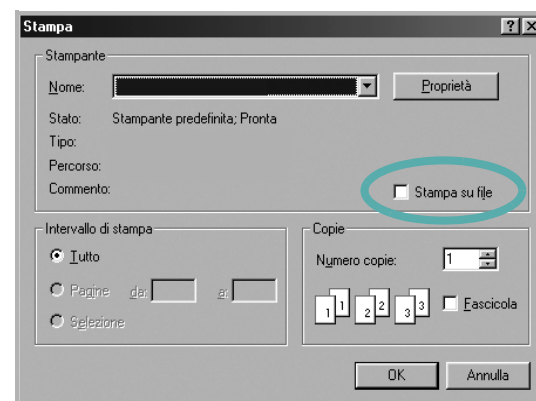 Stampa
Stampante
Nome:
Proprietà
Stato: Stampante predefinita; Pronta
Tipo:
Percorso:
Commento:
Stampa su file
Intervallo di stampa
Tutto
Pagine da: a:
Selezione
Copie
Numero copie: 1
1 1 2 2 3 3
Fascicola
OK
Annulla